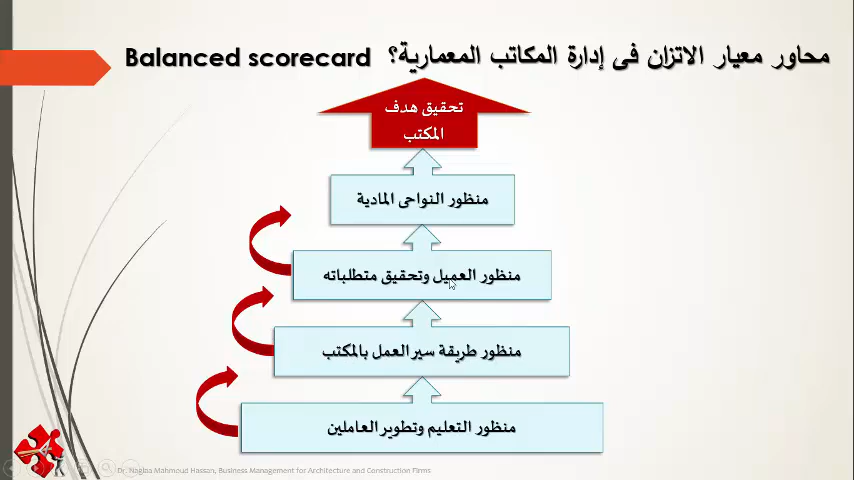 محاور معيار الاتزان فى إدارة المكاتب المعمارية؟ Balanced scorecard
تحقيق هدف
المكتب
منظور النواحى المادية
منظور العميل وتحقيق متطلباته
منظور طريقة سير العمل بالمكتب
منظور التعليم وتطوير العاملين
Dr. Naglaa Mahmoud Hassan, Business Management for Architecture and Construction Firms